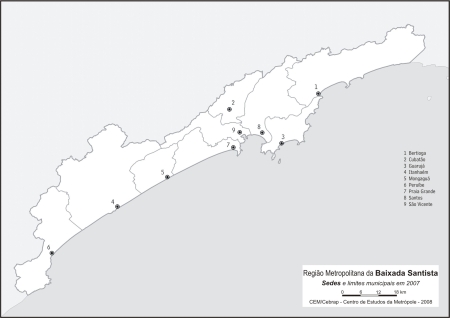 1
2
9
8
3
7
5
4
6
1 Bertioga
2 Cubatão
3 Guarujá
4 Itanhaém
5 Mongaguá
6 Peruíbe
7 Praia Grande
8 Santos
9 São Vicente
Região Metropolitana da Baixada Santista
Sedes e limites municipais em 2007
0 6 12 18 km
CEM/Cebrap - Centro de Estudos da Metrópole - 2008